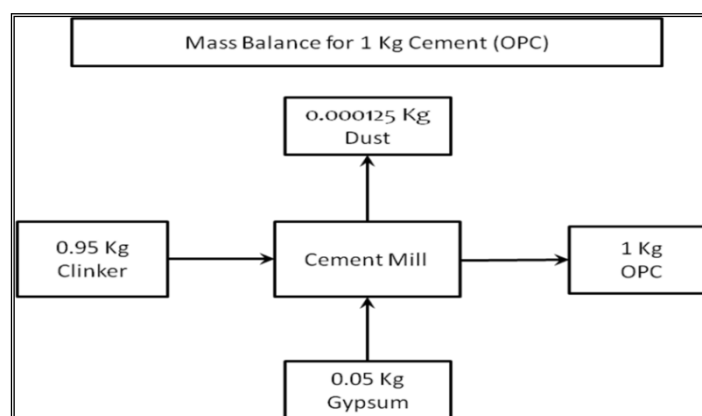 Mass Balance for 1 Kg Cement (OPC)
0.000125 Kg
Dust
0.95 Kg
Clinker
Cement Mill
1 Kg
OPC
0.05 Kg
Gypsum